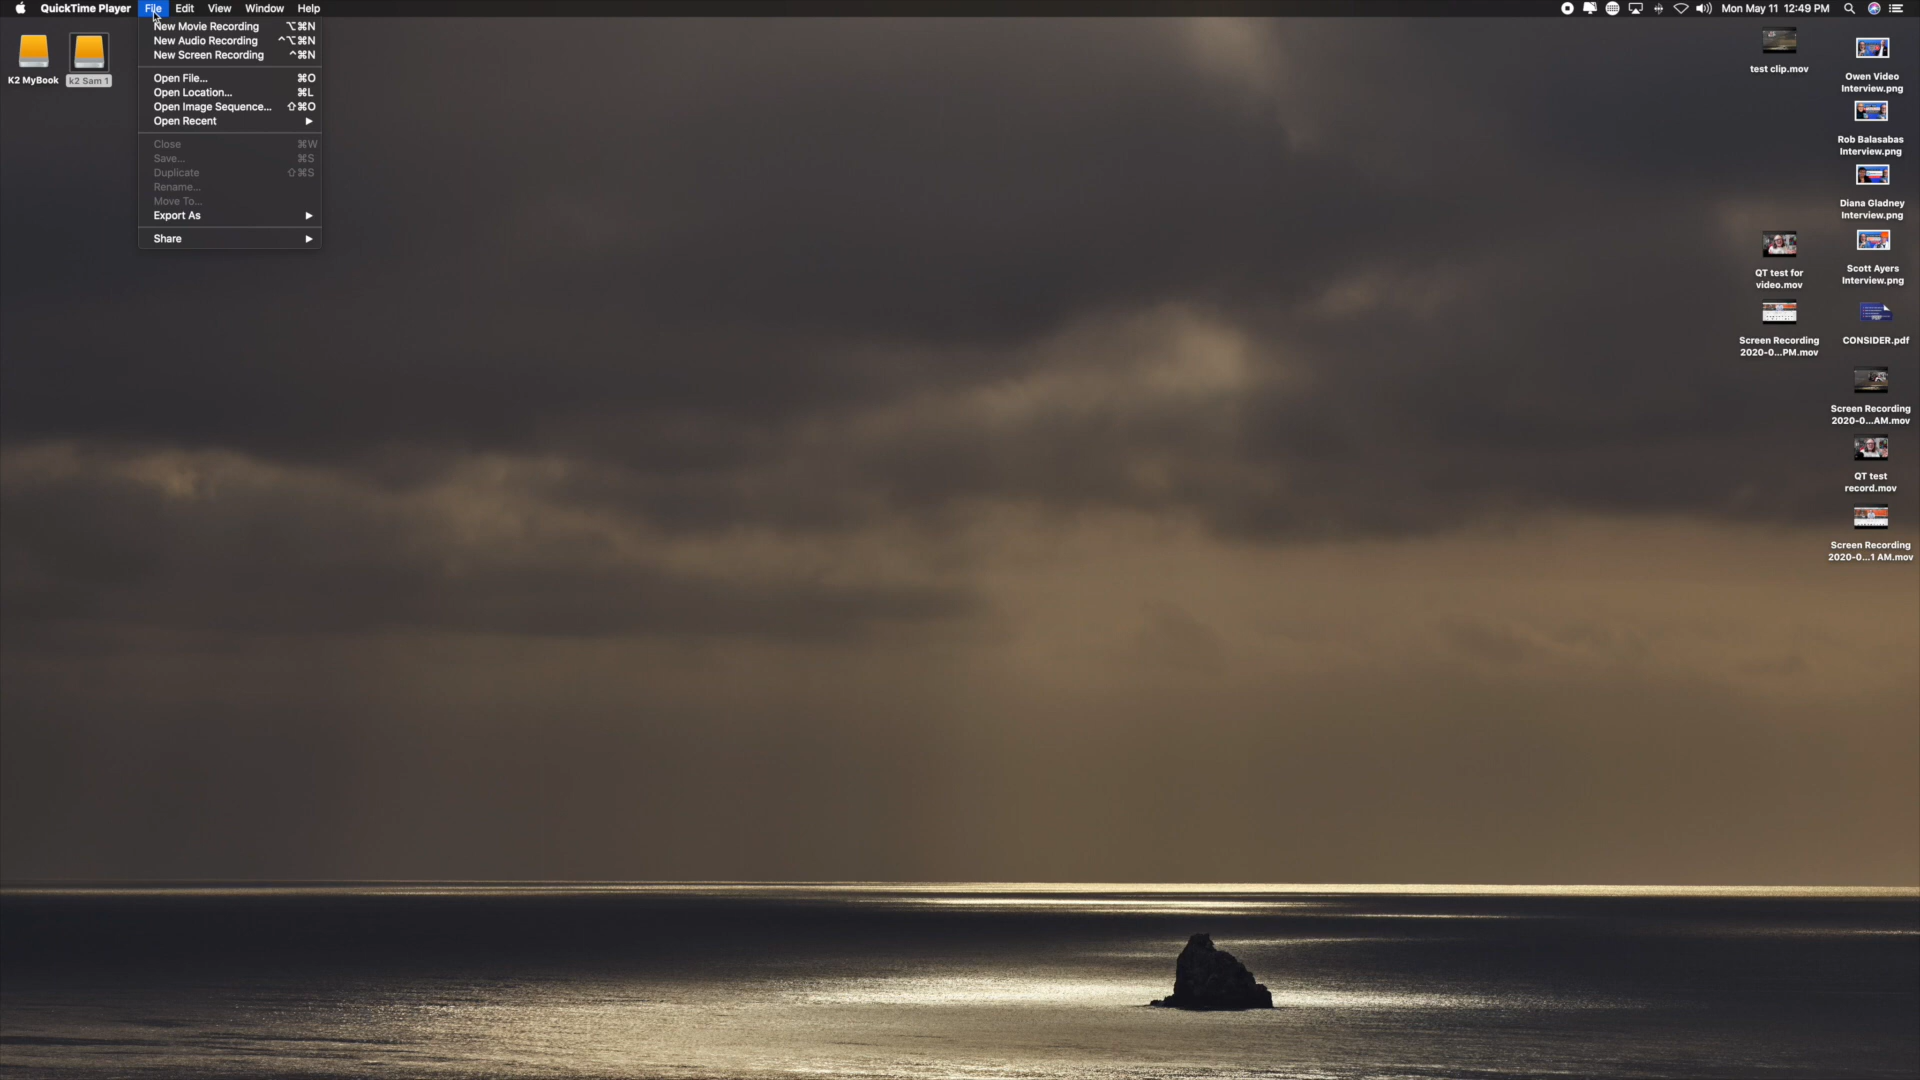 QuickTime Player File Edit View Window Help Mon May 11 12:49 PM
New Movie Recording ⌥⌘N
New Audio Recording ^⌥⌘N
New Screen Recording ^⌘N
Open File... ⌘O
Open Location... ⌘L
Open Image Sequence... ⇧⌘O
Open Recent ▶
Close ⌘W
Save... ⌘S
Duplicate ⇧⌘S
Rename...
Move To...
Export As ▶
Share ▶
K2 MyBook
k2 Sam 1
test clip.mov
QT test for
video.mov
Screen Recording
2020-0...PM.mov
Owen Video
Interview.png
Rob Balasabas
Interview.png
Diana Gladney
Interview.png
Scott Ayers
Interview.png
CONSIDER.pdf
Screen Recording
2020-0...AM.mov
QT test
record.mov
Screen Recording
2020-0...1 AM.mov